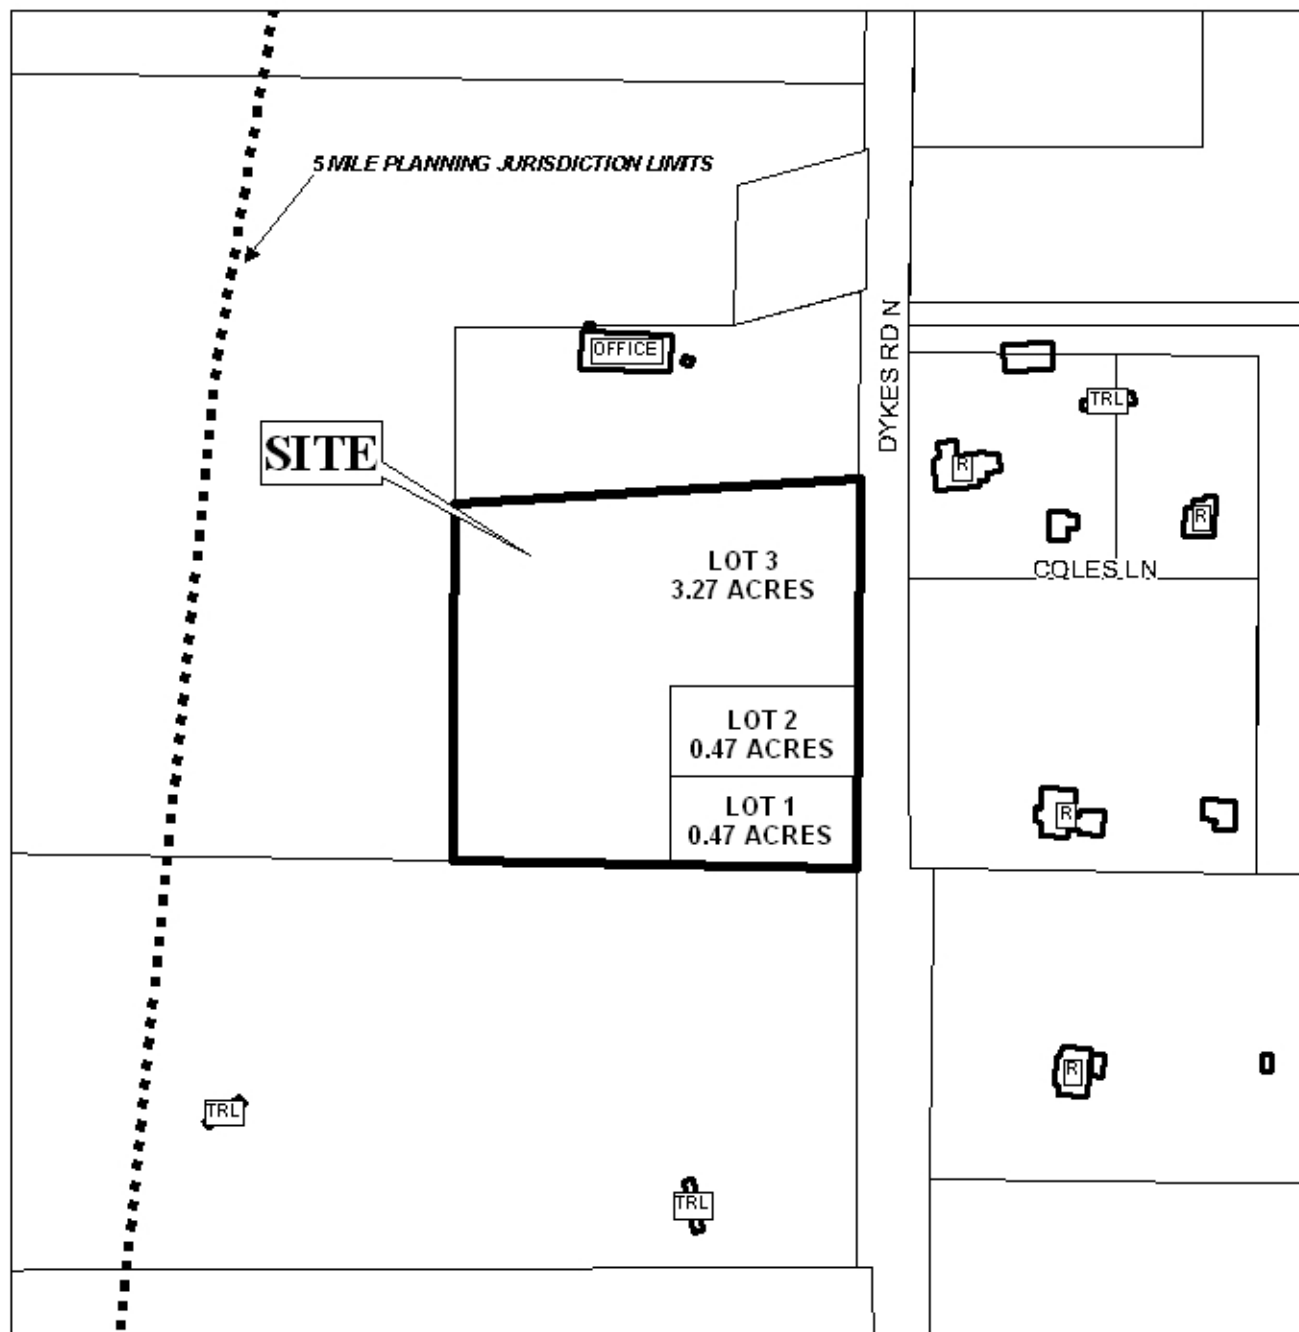 5 MILE PLANNING JURISDICTION LIMITS
DYKES RD N
OFFICE
TRL
SITE
R
R
LOT 3
3.27 ACRES
COLES LN
LOT 2
0.47 ACRES
LOT 1
0.47 ACRES
R
R
TRL
TRL